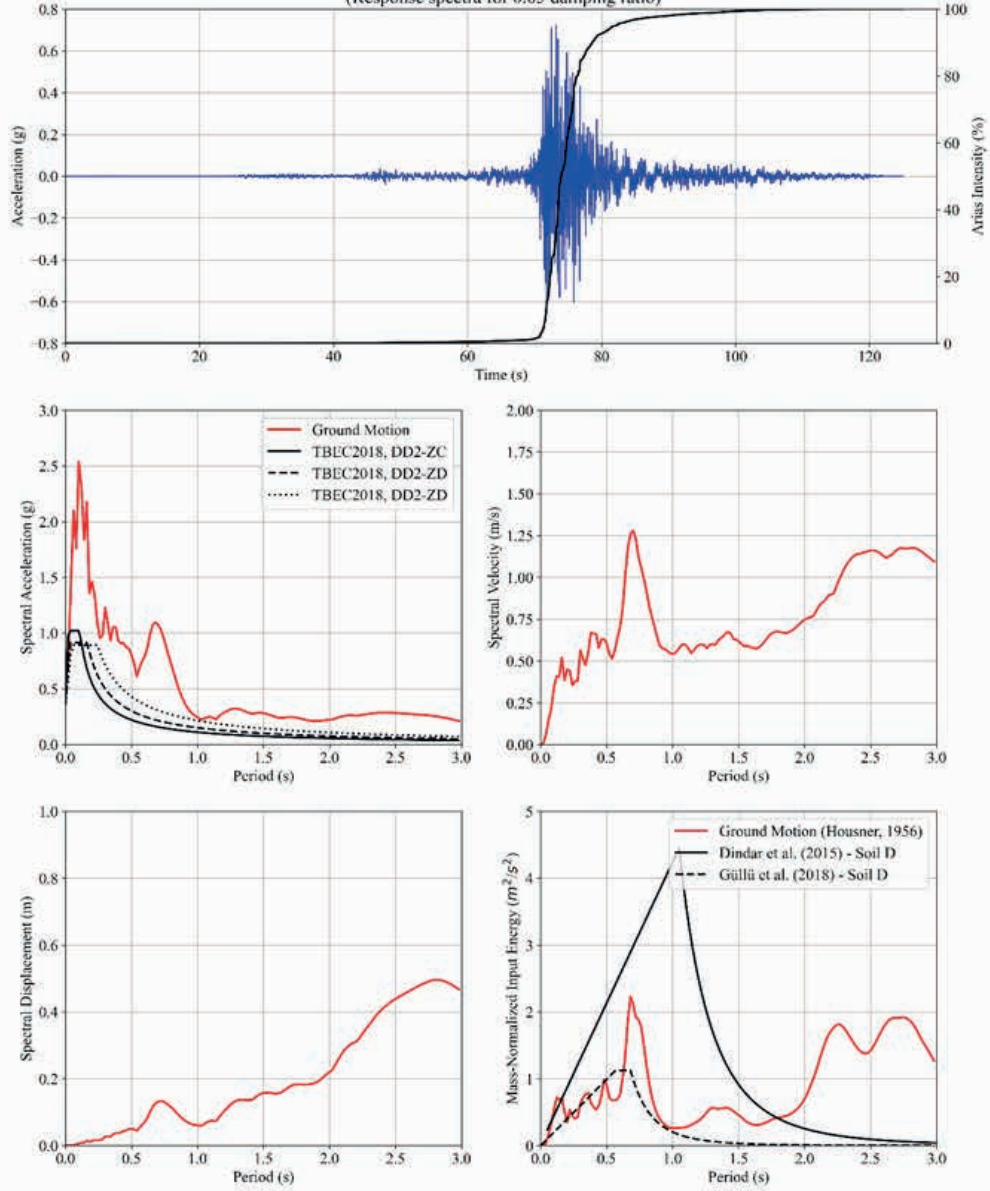 (Response spectra for 0.05 damping ratio)
0.8
0.6
0.4
0.2
0.0
−0.2
−0.4
−0.6
−0.8
Acceleration (g)
100
80
60
40
20
0
Arias Intensity (%)
0 20 40 60 80 100 120
Time (s)
3.0
2.5
2.0
1.5
1.0
0.5
0.0
Spectral Acceleration (g)
Ground Motion
TBEC2018, DD2-ZC
TBEC2018, DD2-ZD
TBEC2018, DD2-ZD
0.0 0.5 1.0 1.5 2.0 2.5 3.0
Period (s)
2.00
1.75
1.50
1.25
1.00
0.75
0.50
0.25
0.00
Spectral Velocity (m/s)
0.0 0.5 1.0 1.5 2.0 2.5 3.0
Period (s)
1.0
0.8
0.6
0.4
0.2
0.0
Spectral Displacement (m)
0.0 0.5 1.0 1.5 2.0 2.5 3.0
Period (s)
5
4
3
2
1
0
Mass-Normalized Input Energy (m²/s²)
Ground Motion (Housner, 1956)
Dindar et al. (2015) - Soil D
Güllü et al. (2018) - Soil D
0.0 0.5 1.0 1.5 2.0 2.5 3.0
Period (s)